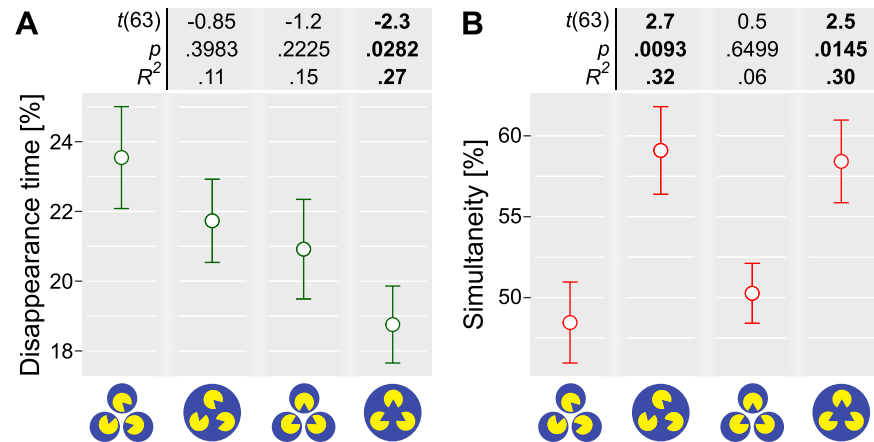 A
t(63) -0.85 -1.2 -2.3
p .3983 .2225 .0282
R² .11 .15 .27
Disappearance time [%]
24
22
20
18
B
t(63) 2.7 0.5 2.5
p .0093 .6499 .0145
R² .32 .06 .30
Simultaneity [%]
60
55
50